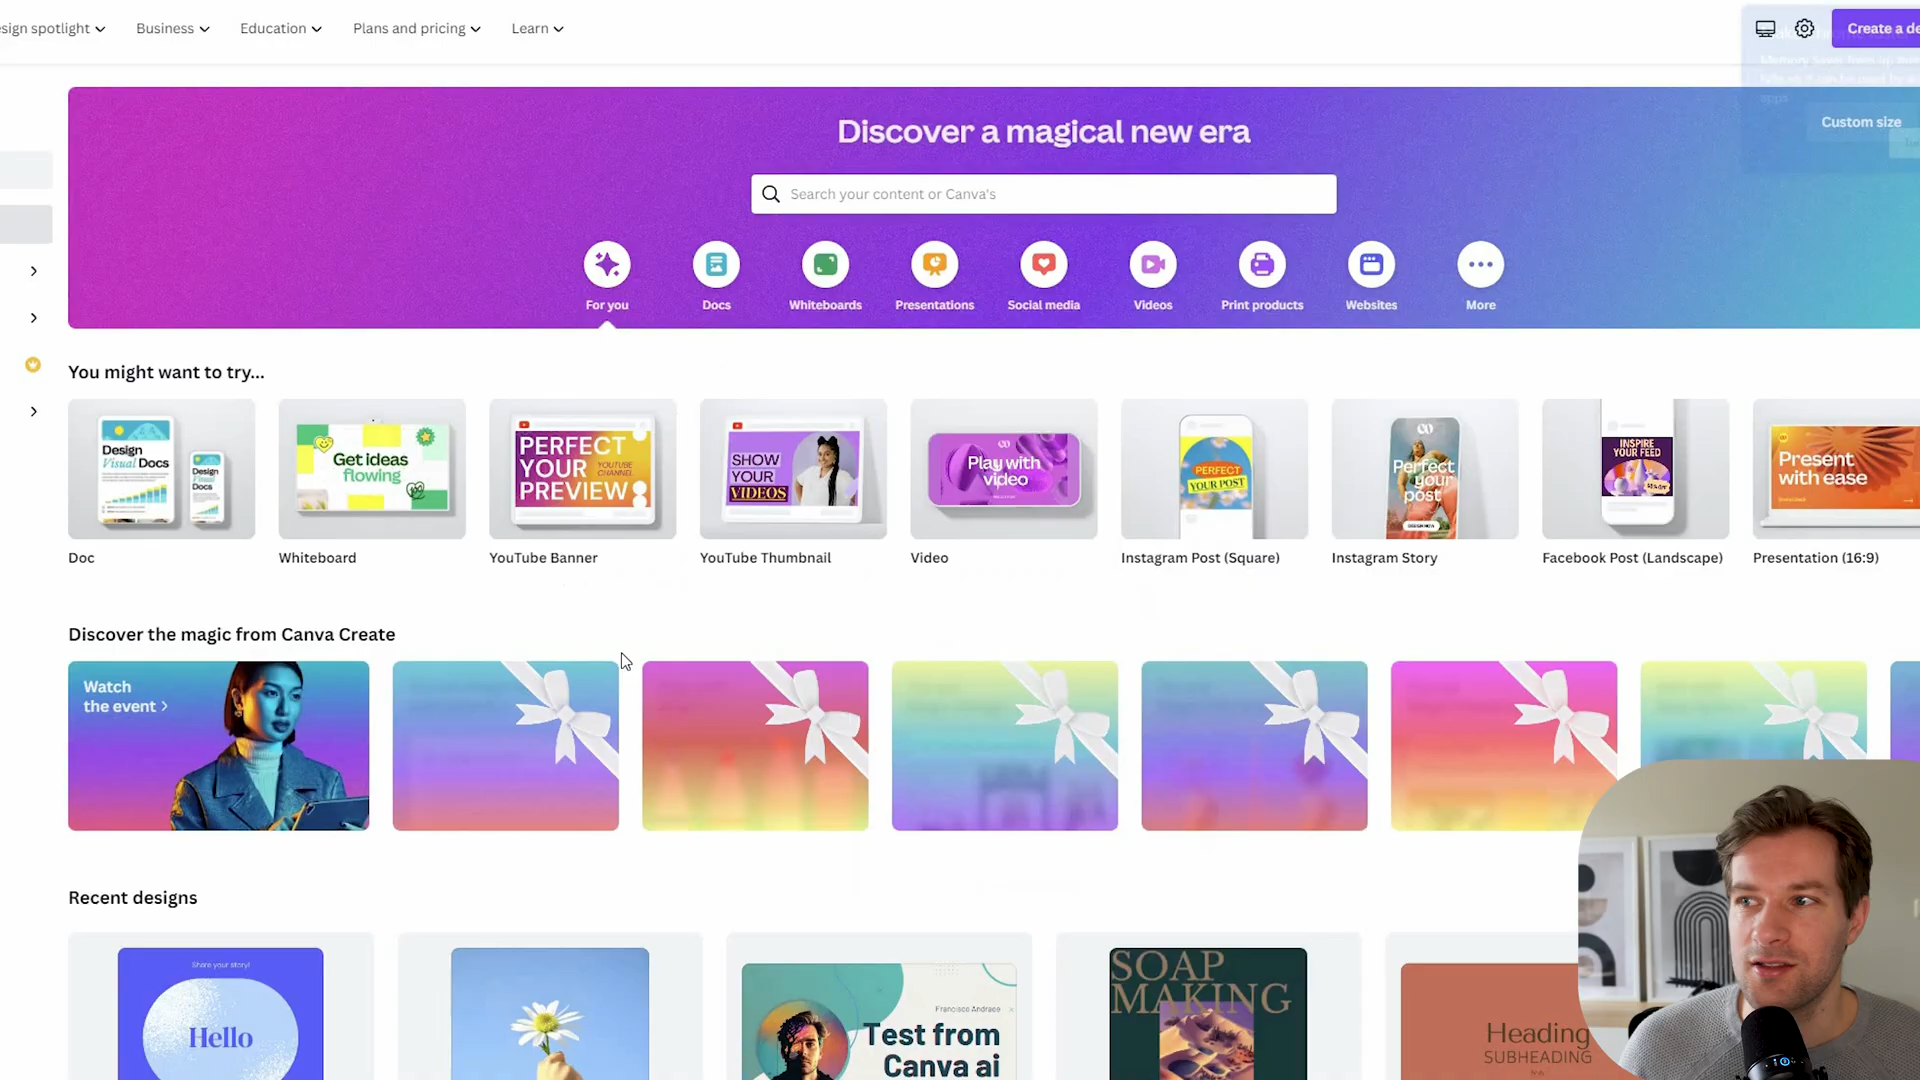 sign spotlight
Business
Education
Plans and pricing
Learn
Create a de
Discover a magical new era
Custom size
Search your content or Canva's
For you
Docs
Whiteboards
Presentations
Social media
Videos
Print products
Websites
More
You might want to try...
Design
Visual Docs
Design
Visual
Docs
Get ideas
flowing
PERFECT
YOUR
PREVIEW
YOUTUBE
CHANNEL
SHOW
YOUR
VIDEOS
Play with
video
PERFECT
YOUR POST
Perfect
your
post
INSPIRE
YOUR FEED
Present
with ease
Doc
Whiteboard
YouTube Banner
YouTube Thumbnail
Video
Instagram Post (Square)
Instagram Story
Facebook Post (Landscape)
Presentation (16:9)
Discover the magic from Canva Create
Watch
the event
Recent designs
Share your story!
Hello
Francisco Andrade
Test from
Canva ai
SOAP
MAKING
Heading
SUBHEADING